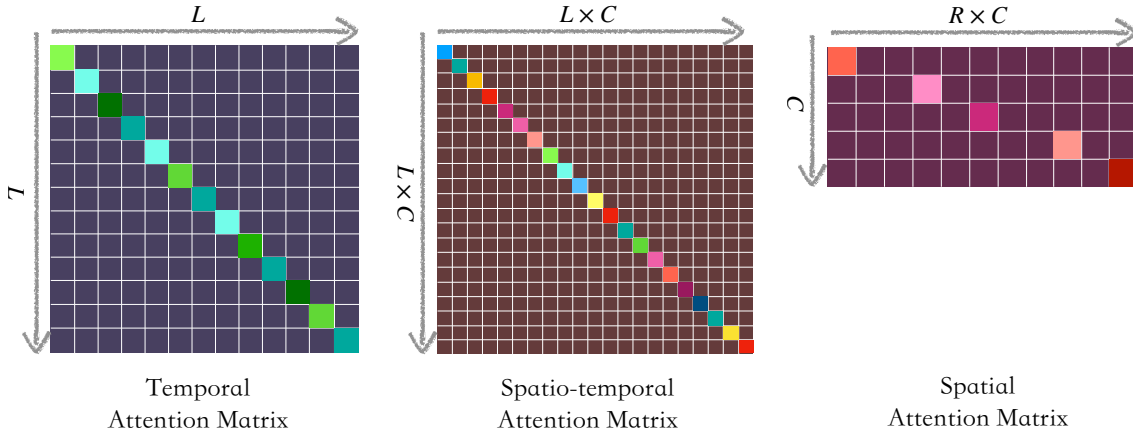 L
L × C
R × C
L
L × C
C
Temporal
Attention Matrix
Spatio-temporal
Attention Matrix
Spatial
Attention Matrix